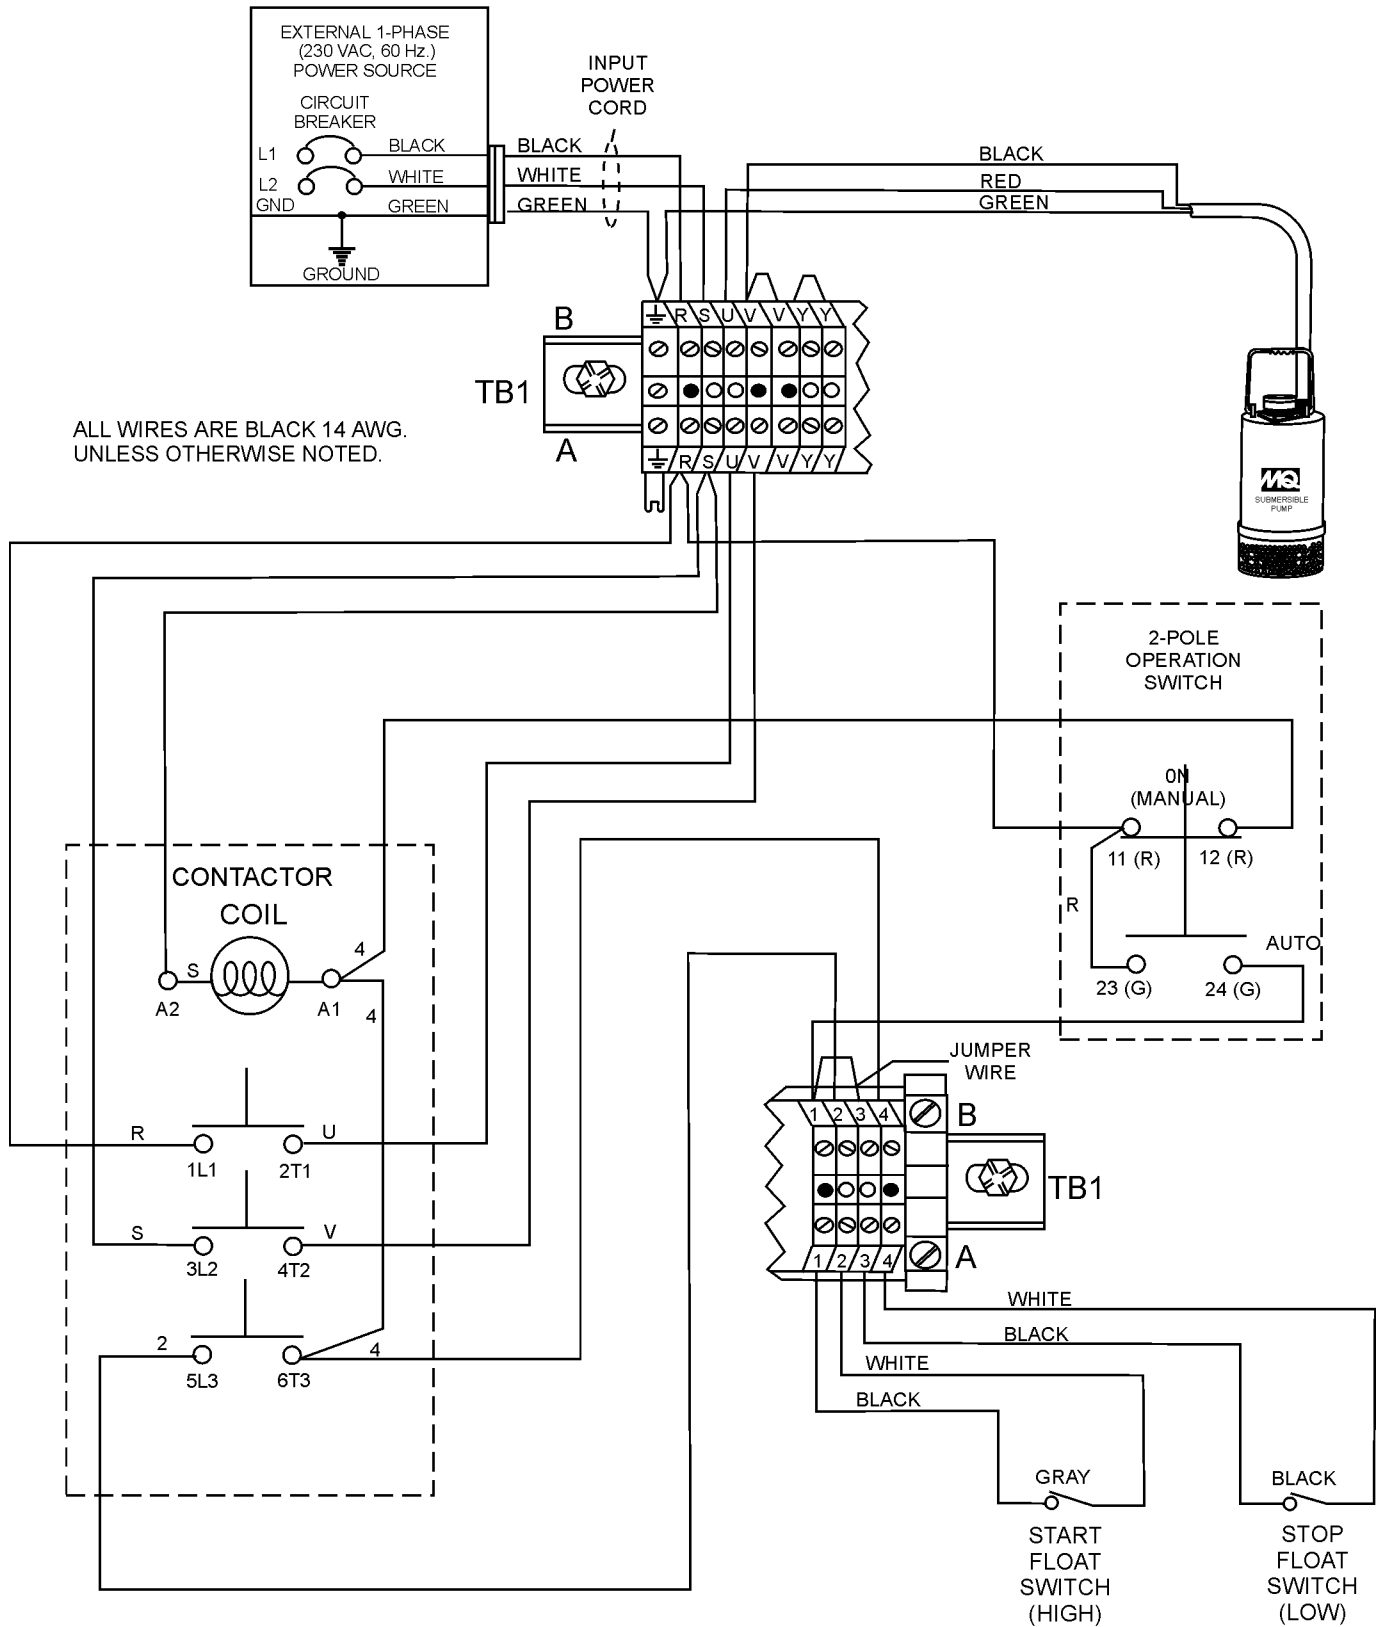 EXTERNAL 1-PHASE
(230 VAC, 60 Hz.)
POWER SOURCE
CIRCUIT
BREAKER
L1
BLACK
L2
WHITE
GND
GREEN
GROUND
INPUT
POWER
CORD
BLACK
WHITE
GREEN
BLACK
RED
GREEN
B
R S U V V Y Y
TB1
A
R S U V V Y Y
ALL WIRES ARE BLACK 14 AWG.
UNLESS OTHERWISE NOTED.
MQ
SUBMERSIBLE
PUMP
2-POLE
OPERATION
SWITCH
ON
(MANUAL)
11 (R)
12 (R)
R
AUTO
23 (G)
24 (G)
CONTACTOR
COIL
4
S
A2
A1
4
R
U
1L1
2T1
S
V
3L2
4T2
2
4
5L3
6T3
JUMPER
WIRE
1 2 3 4
B
TB1
A
1 2 3 4
WHITE
BLACK
WHITE
BLACK
GRAY
BLACK
START
FLOAT
SWITCH
(HIGH)
STOP
FLOAT
SWITCH
(LOW)